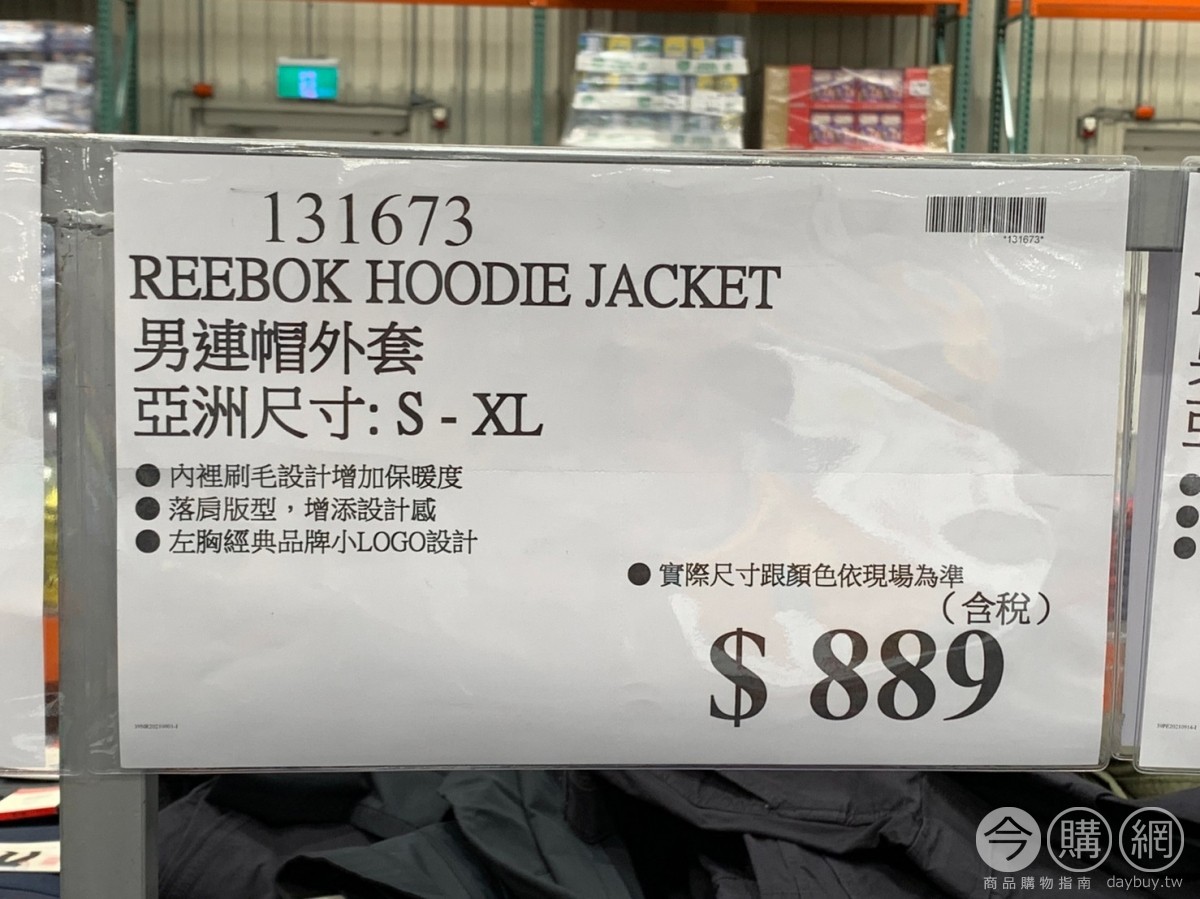 131673
*131673*
REEBOK HOODIE JACKET
男連帽外套
亞洲尺寸: S - XL
● 內裡刷毛設計增加保暖度
● 落肩版型，增添設計感
● 左胸經典品牌小LOGO設計
● 實際尺寸跟顏色依現場為準
（含稅）
$ 889
今購網
商品購物指南 daybuy.tw